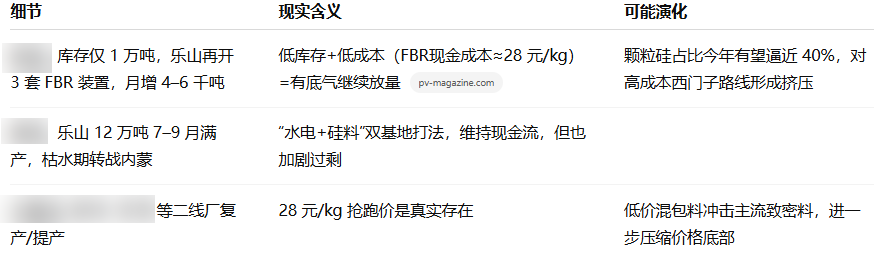 细节 现实含义 可能演化
库存仅 1 万吨，乐山再开
3 套 FBR 装置，月增 4–6 千吨
低库存+低成本（FBR现金成本≈28 元/kg）
=有底气继续放量 pv-magazine.com
颗粒硅占比今年有望逼近 40%，对
高成本西门子路线形成挤压
乐山 12 万吨 7–9 月满
产，枯水期转战内蒙
“水电+硅料”双基地打法，维持现金流，但也
加剧过剩
等二线厂复
产/提产
28 元/kg 抢跑价是真实存在
低价混包料冲击主流致密料，进一
步压缩价格底部